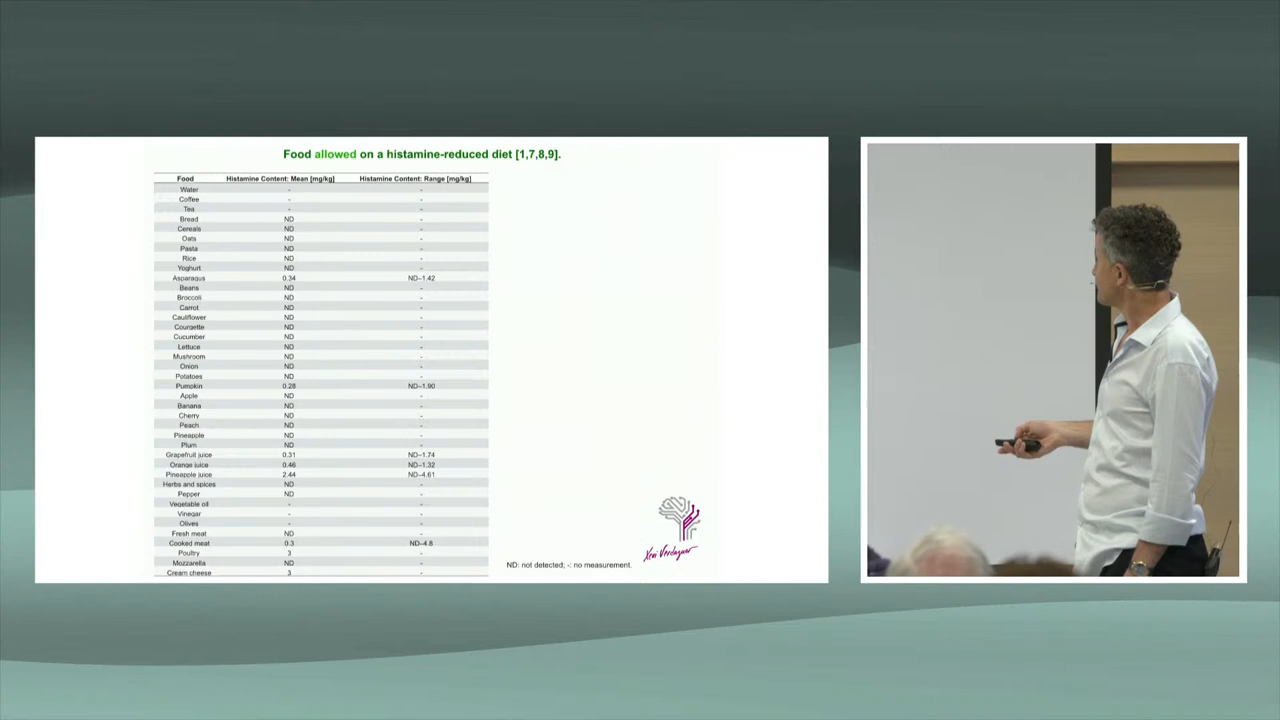 Food allowed on a histamine-reduced diet [1,7,8,9].
Food Histamine Content: Mean [mg/kg] Histamine Content: Range [mg/kg]
Water - -
Coffee - -
Tea - -
Bread ND -
Cereals ND -
Oats ND -
Pasta ND -
Rice ND -
Yoghurt ND -
Asparagus 0.34 ND–1.42
Beans ND -
Broccoli ND -
Carrot ND -
Cauliflower ND -
Courgette ND -
Cucumber ND -
Lettuce ND -
Mushroom ND -
Onion ND -
Potatoes ND -
Pumpkin 0.28 ND–1.90
Apple ND -
Banana ND -
Cherry ND -
Peach ND -
Pineapple ND -
Plum ND -
Grapefruit juice 0.31 ND–1.74
Orange juice 0.46 ND–1.32
Pineapple juice 2.44 ND–4.61
Herbs and spices ND -
Pepper ND -
Vegetable oil - -
Vinegar - -
Olives - -
Fresh meat ND -
Cooked meat 0.3 ND–4.8
Poultry 3 -
Mozzarella ND -
Cream cheese 3 -
ND: not detected; -: no measurement.
Xevi Verdaguer